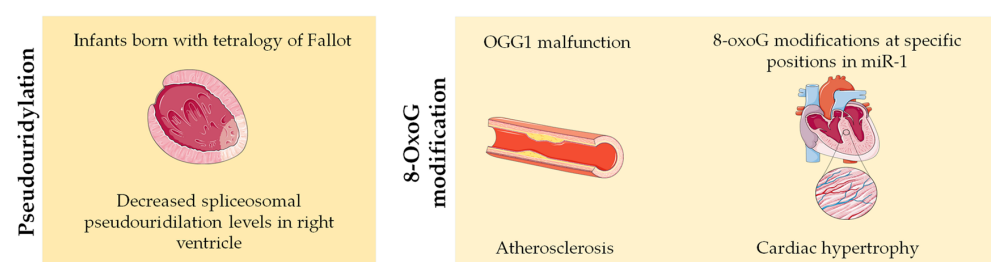 Pseudouridylation
Infants born with tetralogy of Fallot
Decreased spliceosomal
pseudouridilation levels in right
ventricle
8-OxoG
modification
OGG1 malfunction
Atherosclerosis
8-oxoG modifications at specific
positions in miR-1
Cardiac hypertrophy